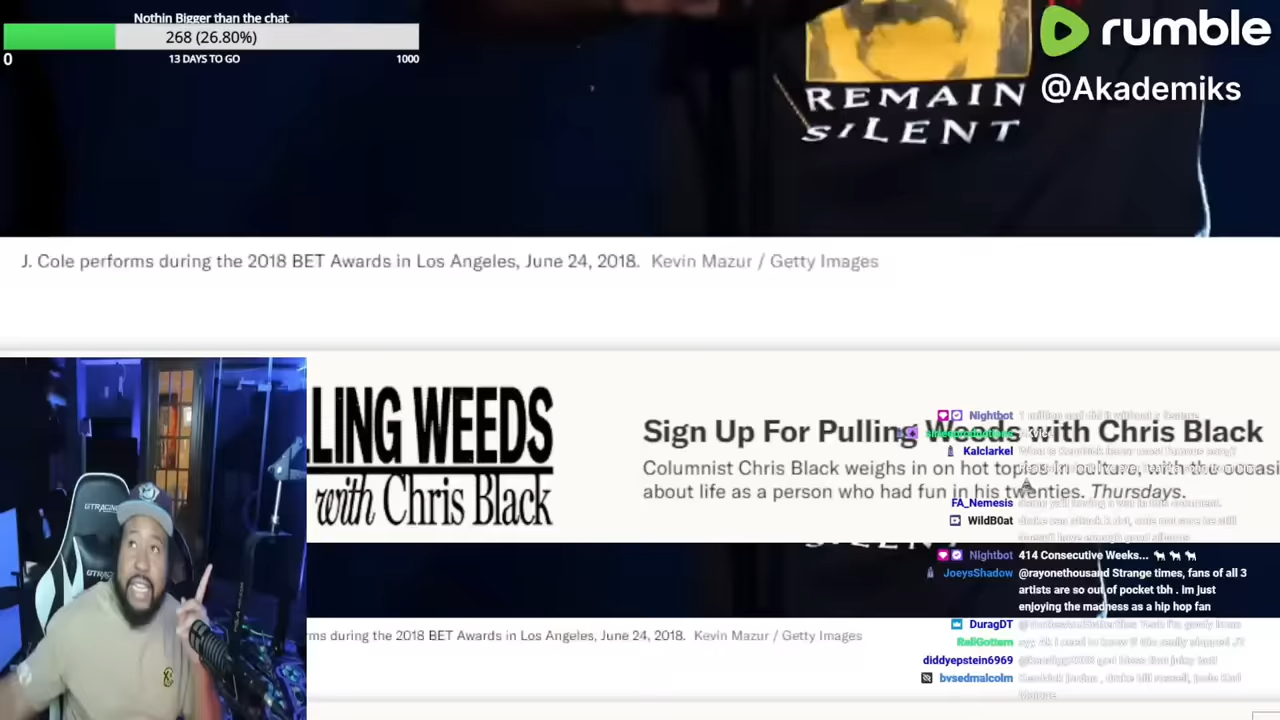 Nothin Bigger than the chat
268 (26.80%)
0
13 DAYS TO GO
1000
rumble
@Akademiks
REMAIN
SILENT
J. Cole performs during the 2018 BET Awards in Los Angeles, June 24, 2018. Kevin Mazur / Getty Images
LLING WEEDS
with Chris Black
Sign Up For Pulling Weeds with Chris Black
Columnist Chris Black weighs in on hot topics in culture, with the occasi
about life as a person who had fun in his twenties. Thursdays.
GTRACING
GTRA
Nightbot
Kalclarkel
FA_Nemesis
WildB0at
Nightbot 414 Consecutive Weeks...
JoeysShadow @rayonethousand Strange times, fans of all 3
artists are so out of pocket tbh . Im just
enjoying the madness as a hip hop fan
DuragDT
RellGottem
diddyepstein6969
bvsedmalcolm
rms during the 2018 BET Awards in Los Angeles, June 24, 2018. Kevin Mazur / Getty Images